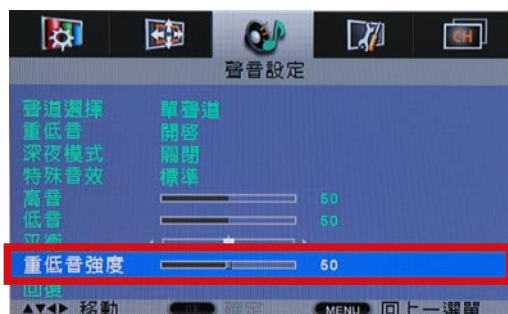 CH
聲音設定
聲道選擇 單聲道
重低音 開啓
深夜模式 關閉
特殊音效 標準
高音 50
低音 50
平衡
重低音強度 50
回復
▲▼◀▶ 移動 確定 MENU 回上一選單